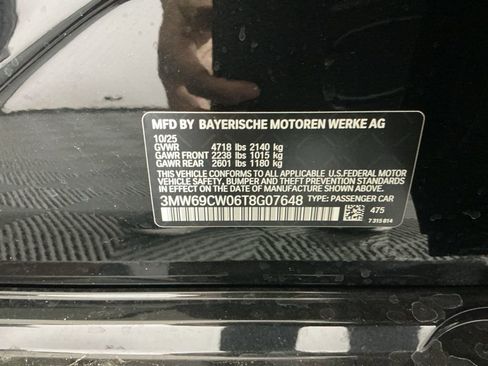 MFD BY BAYERISCHE MOTOREN WERKE AG
10/25
GVWR 4718 lbs 2140 kg
GAWR FRONT 2238 lbs 1015 kg
GAWR REAR 2601 lbs 1180 kg
THIS VEHICLE CONFORMS TO ALL APPLICABLE U.S.FEDERAL MOTOR
VEHICLE SAFETY, BUMPER AND THEFT PREVENTION STANDARDS
IN EFFECT ON THE DATE OF MANUFACTURE SHOWN ABOVE.
3MW69CW06T8G07648 TYPE: PASSENGER CAR
475
7 315 814